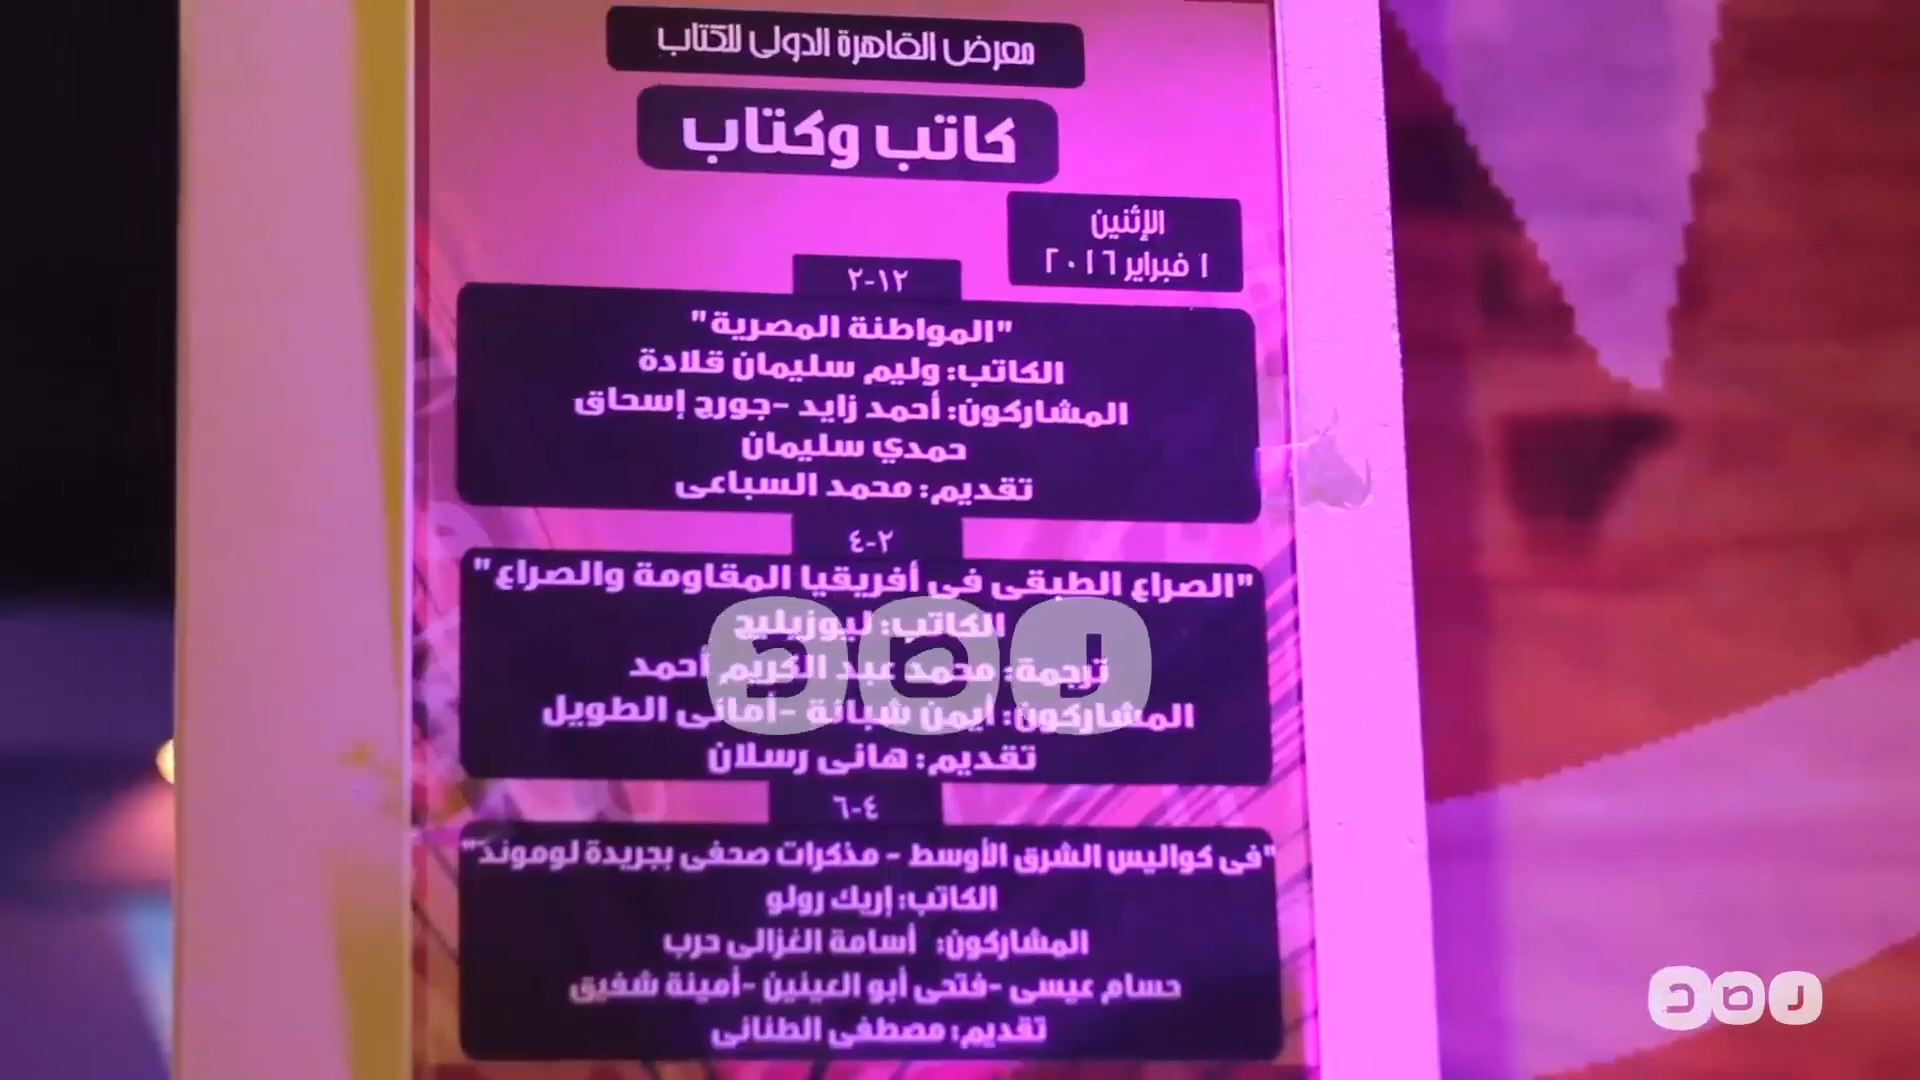 معرض القاهرة الدولى للكتاب
كاتب وكتاب
الإثنين
١ فبراير ٢٠١٦
١٢-٢
"المواطنة المصرية"
الكاتب: وليم سليمان قلادة
المشاركون: أحمد زايد -جورج إسحاق
حمدي سليمان
تقديم: محمد السباعى
٢-٤
"الصراع الطبقى فى أفريقيا المقاومة والصراع"
الكاتب: ليوزيليج
ترجمة: محمد عبد الكريم أحمد
المشاركون: أيمن شبانة -أمانى الطويل
تقديم: هانى رسلان
٤-٦
"فى كواليس الشرق الأوسط - مذكرات صحفى بجريدة لوموند"
الكاتب: إريك رولو
المشاركون: أسامة الغزالى حرب
حسام عيسى -فتحى أبو العينين -أمينة شفيق
تقديم: مصطفى الطنانى
رصد
رصد